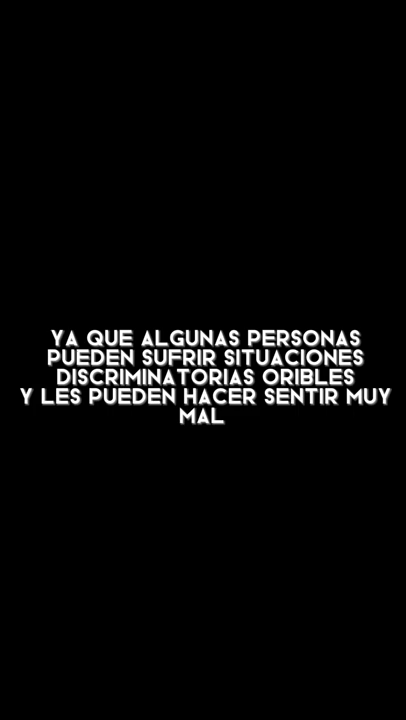 YA QUE ALGUNAS PERSONAS
PUEDEN SUFRIR SITUACIONES
DISCRIMINATORIAS ORIBLES
Y LES PUEDEN HACER SENTIR MUY
MAL